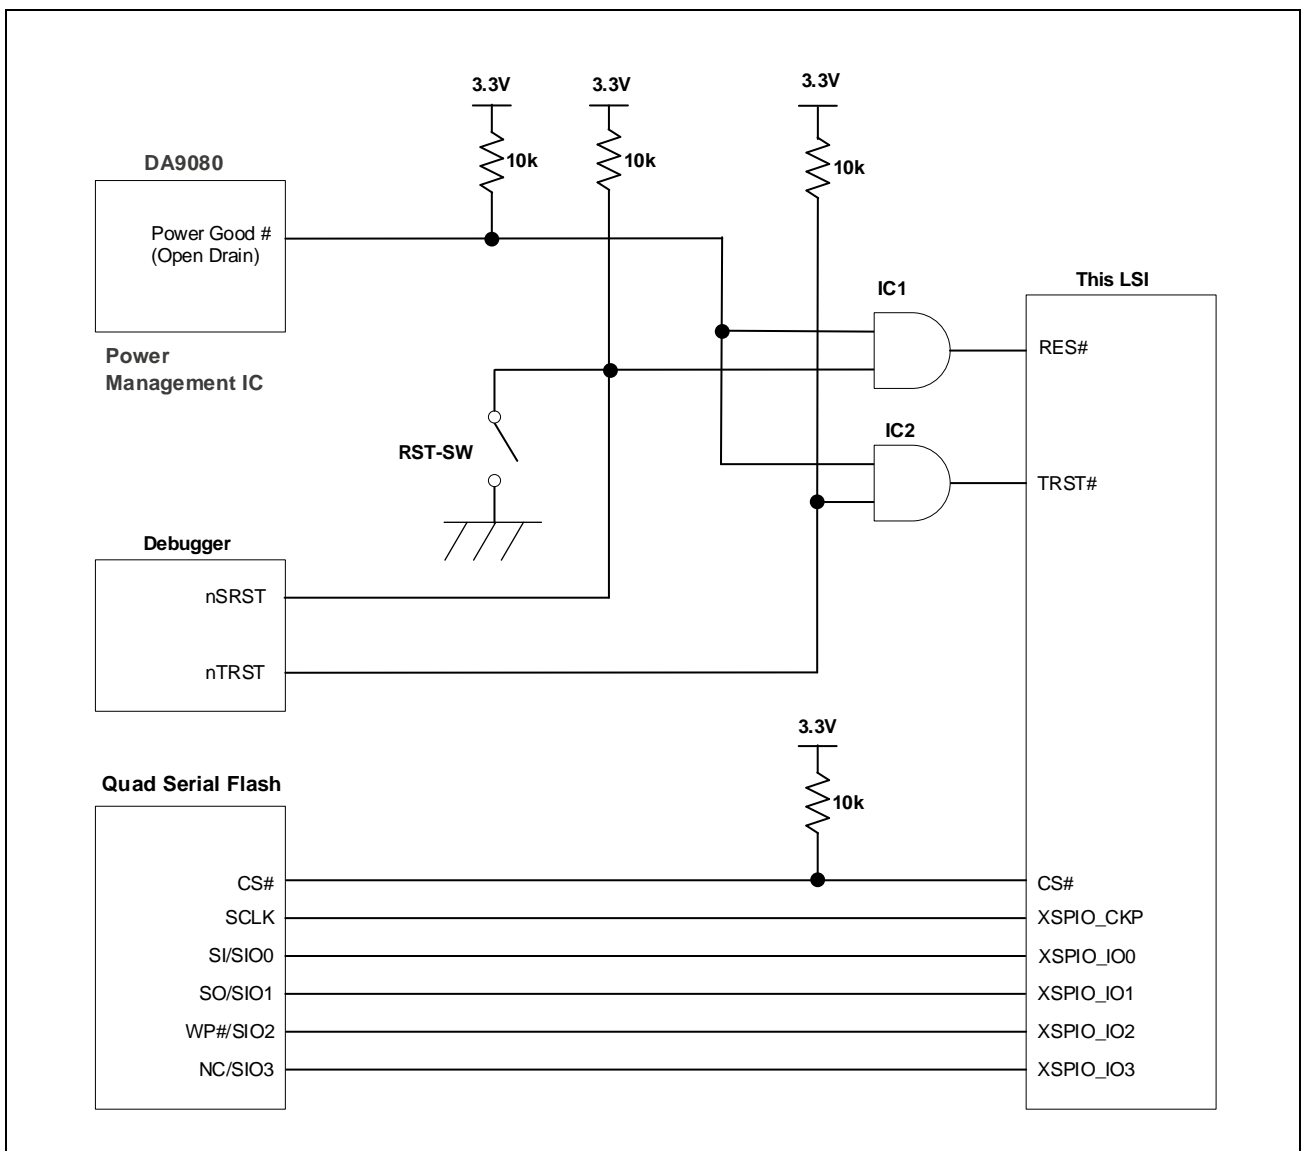 3.3V
3.3V
3.3V
10k
10k
10k
DA9080
Power Good #
(Open Drain)
Power
Management IC
IC1
This LSI
RES#
IC2
RST-SW
TRST#
Debugger
nSRST
nTRST
3.3V
10k
Quad Serial Flash
CS#
CS#
SCLK
XSPIO_CKP
SI/SIO0
XSPIO_IO0
SO/SIO1
XSPIO_IO1
WP#/SIO2
XSPIO_IO2
NC/SIO3
XSPIO_IO3